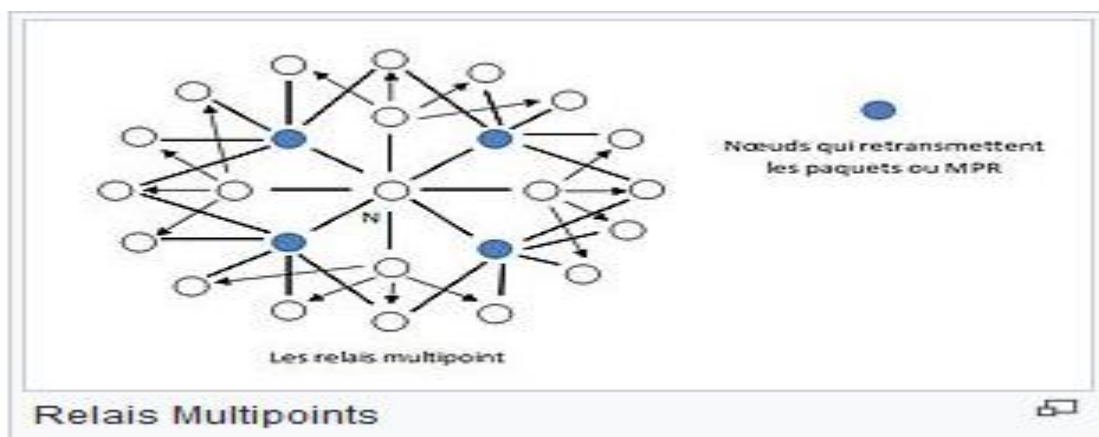 N
Nœuds qui retransmettent
les paquets ou MPR
Les relais multipoint
Relais Multipoints